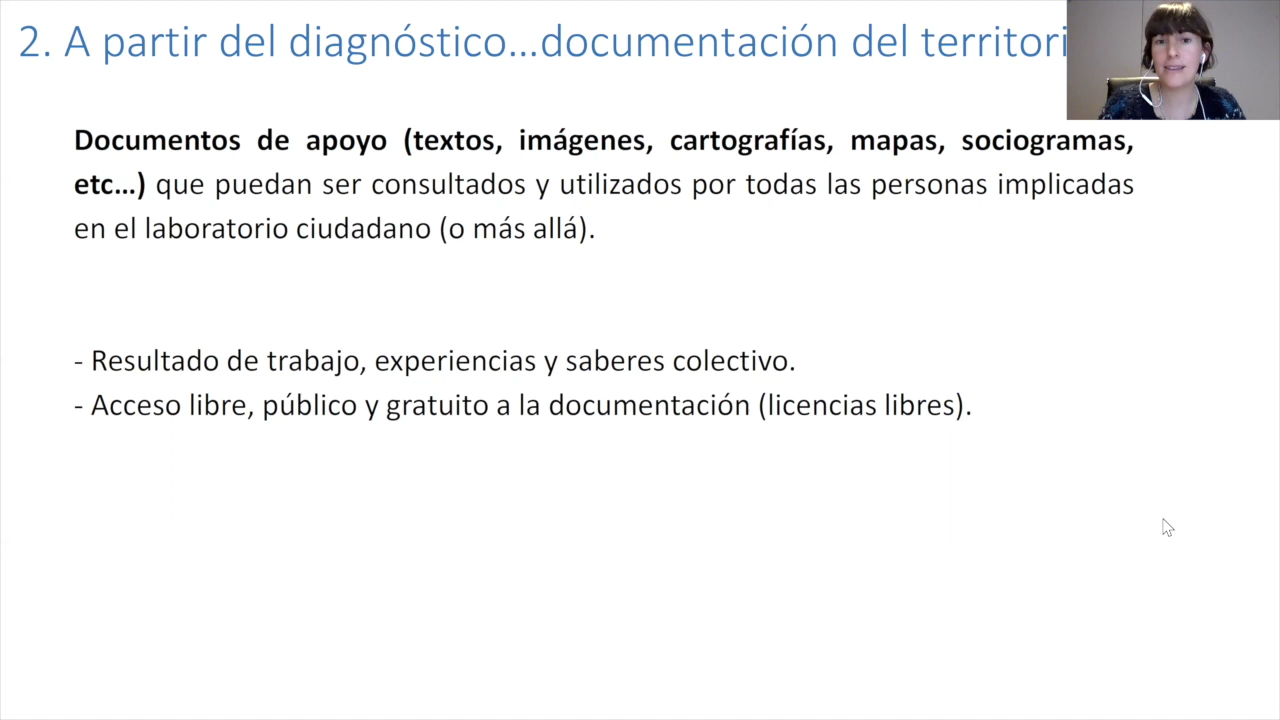 2. A partir del diagnóstico...documentación del territori
Documentos de apoyo (textos, imágenes, cartografías, mapas, sociogramas,
etc...) que puedan ser consultados y utilizados por todas las personas implicadas
en el laboratorio ciudadano (o más allá).
- Resultado de trabajo, experiencias y saberes colectivo.
- Acceso libre, público y gratuito a la documentación (licencias libres).